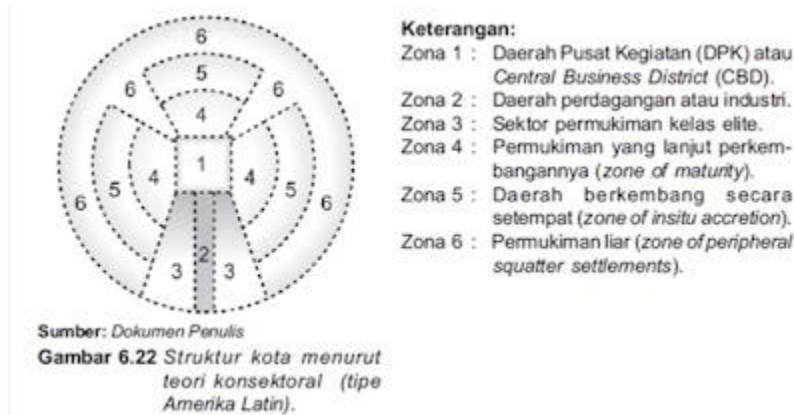 6
5
6
6
4
1
4
4
5
5
6
6
2
3
3
Sumber: Dokumen Penulis
Gambar 6.22 Struktur kota menurut
teori konsektoral (tipe
Amerika Latin).
Keterangan:
Zona 1 : Daerah Pusat Kegiatan (DPK) atau
Central Business District (CBD).
Zona 2 : Daerah perdagangan atau industri.
Zona 3 : Sektor permukiman kelas elite.
Zona 4 : Permukiman yang lanjut perkem-
bangannya (zone of maturity).
Zona 5 : Daerah berkembang secara
setempat (zone of insitu accretion).
Zona 6 : Permukiman liar (zone of peripheral
squatter settlements).